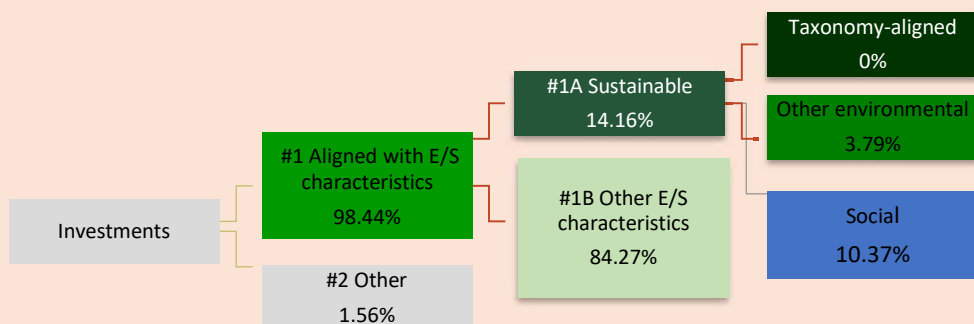 Investments
#1 Aligned with E/S
characteristics
98.44%
#2 Other
1.56%
#1A Sustainable
14.16%
#1B Other E/S
characteristics
84.27%
Taxonomy-aligned
0%
Other environmental
3.79%
Social
10.37%